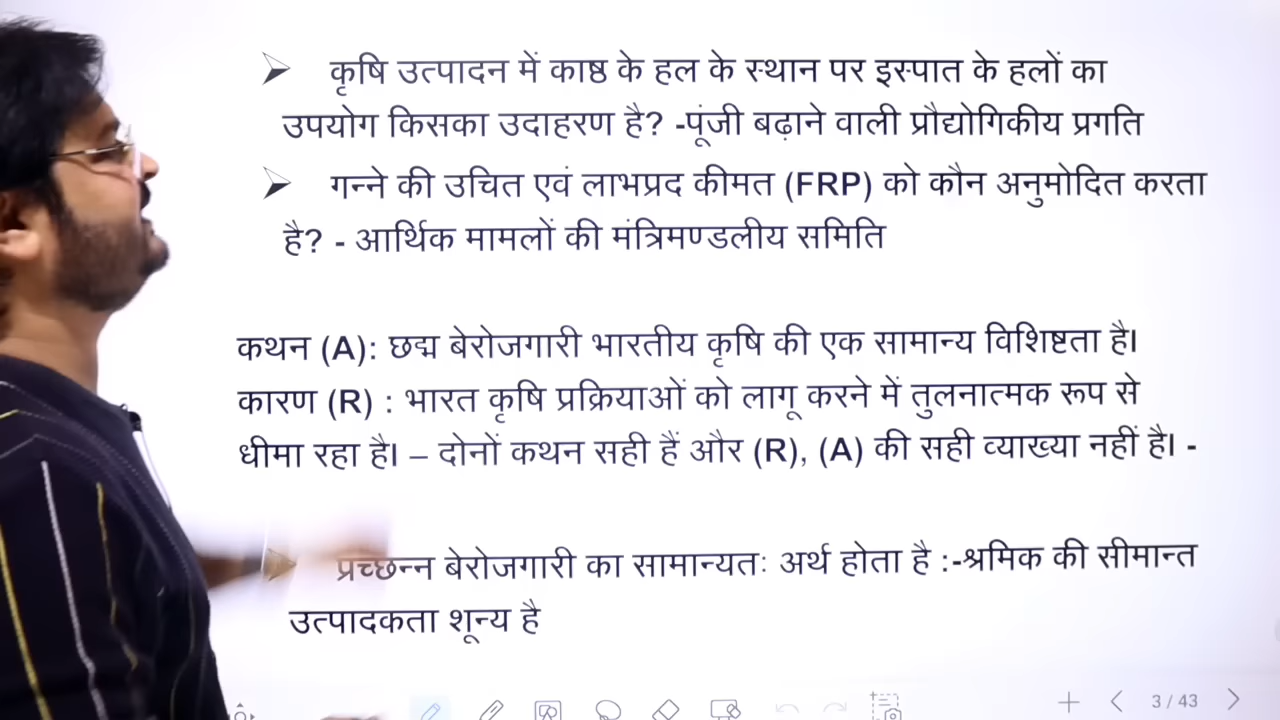 ➢ कृषि उत्पादन में काष्ठ के हल के स्थान पर इस्पात के हलों का
उपयोग किसका उदाहरण है? -पूंजी बढ़ाने वाली प्रौद्योगिकीय प्रगति
➢ गन्ने की उचित एवं लाभप्रद कीमत (FRP) को कौन अनुमोदित करता
है? - आर्थिक मामलों की मंत्रिमण्डलीय समिति
कथन (A): छद्म बेरोजगारी भारतीय कृषि की एक सामान्य विशिष्टता है।
कारण (R) : भारत कृषि प्रक्रियाओं को लागू करने में तुलनात्मक रूप से
धीमा रहा है। – दोनों कथन सही हैं और (R), (A) की सही व्याख्या नहीं है। -
प्रच्छन्न बेरोजगारी का सामान्यतः अर्थ होता है :-श्रमिक की सीमान्त
उत्पादकता शून्य है
3 / 43